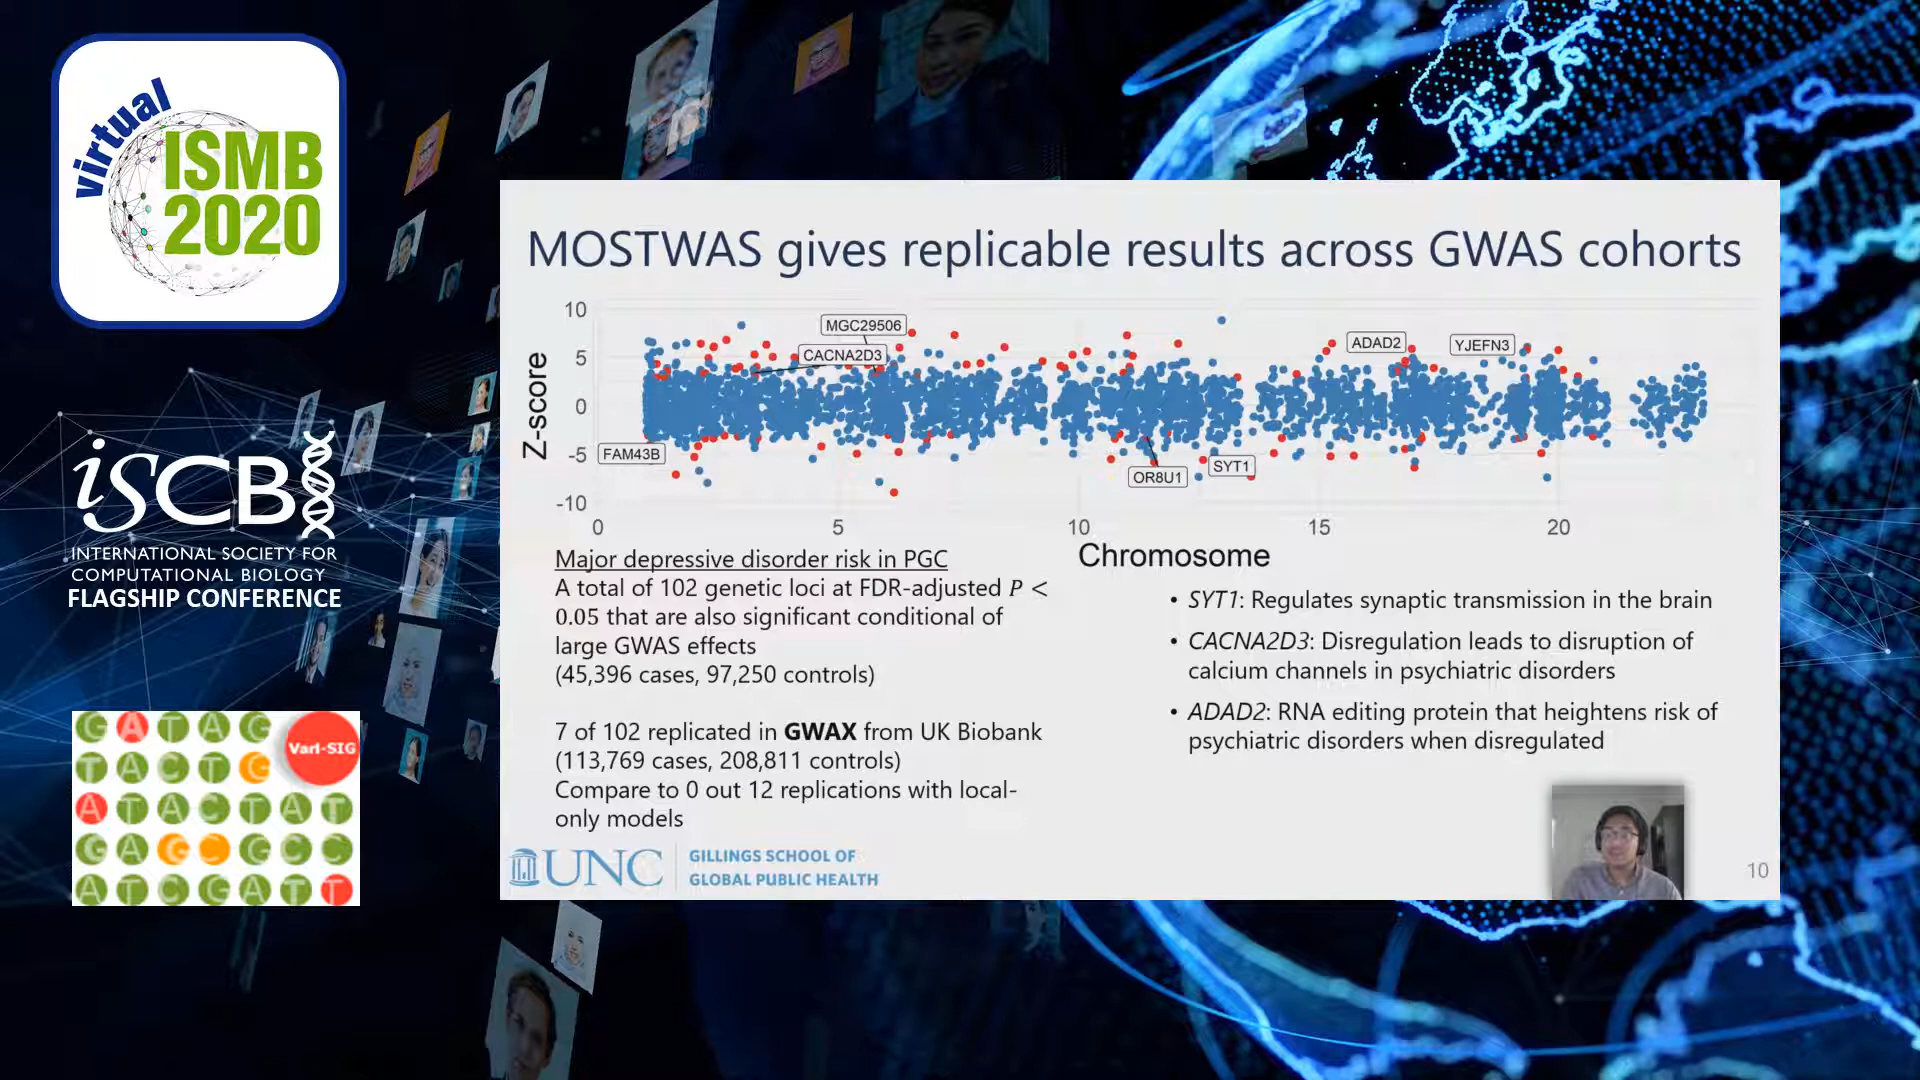 virtual
ISMB
2020
iSCB
INTERNATIONAL SOCIETY FOR
COMPUTATIONAL BIOLOGY
FLAGSHIP CONFERENCE
GATAG
Vari-SIG
TACTG
ATACTAT
GAGCGCC
ATCGATT
MOSTWAS gives replicable results across GWAS cohorts
Z-score
10
5
0
-5
-10
MGC29506
CACNA2D3
ADAD2
YJEFN3
FAM43B
OR8U1
SYT1
0 5 10 15 20
Chromosome
Major depressive disorder risk in PGC
A total of 102 genetic loci at FDR-adjusted P <
0.05 that are also significant conditional of
large GWAS effects
(45,396 cases, 97,250 controls)
7 of 102 replicated in GWAX from UK Biobank
(113,769 cases, 208,811 controls)
Compare to 0 out 12 replications with local-
only models
• SYT1: Regulates synaptic transmission in the brain
• CACNA2D3: Disregulation leads to disruption of
calcium channels in psychiatric disorders
• ADAD2: RNA editing protein that heightens risk of
psychiatric disorders when disregulated
UNC
GILLINGS SCHOOL OF
GLOBAL PUBLIC HEALTH
10